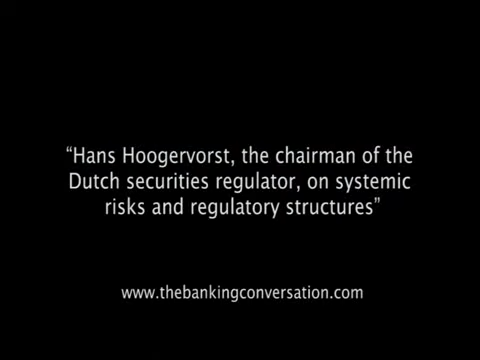 “Hans Hoogervorst, the chairman of the
Dutch securities regulator, on systemic
risks and regulatory structures”
www.thebankingconversation.com